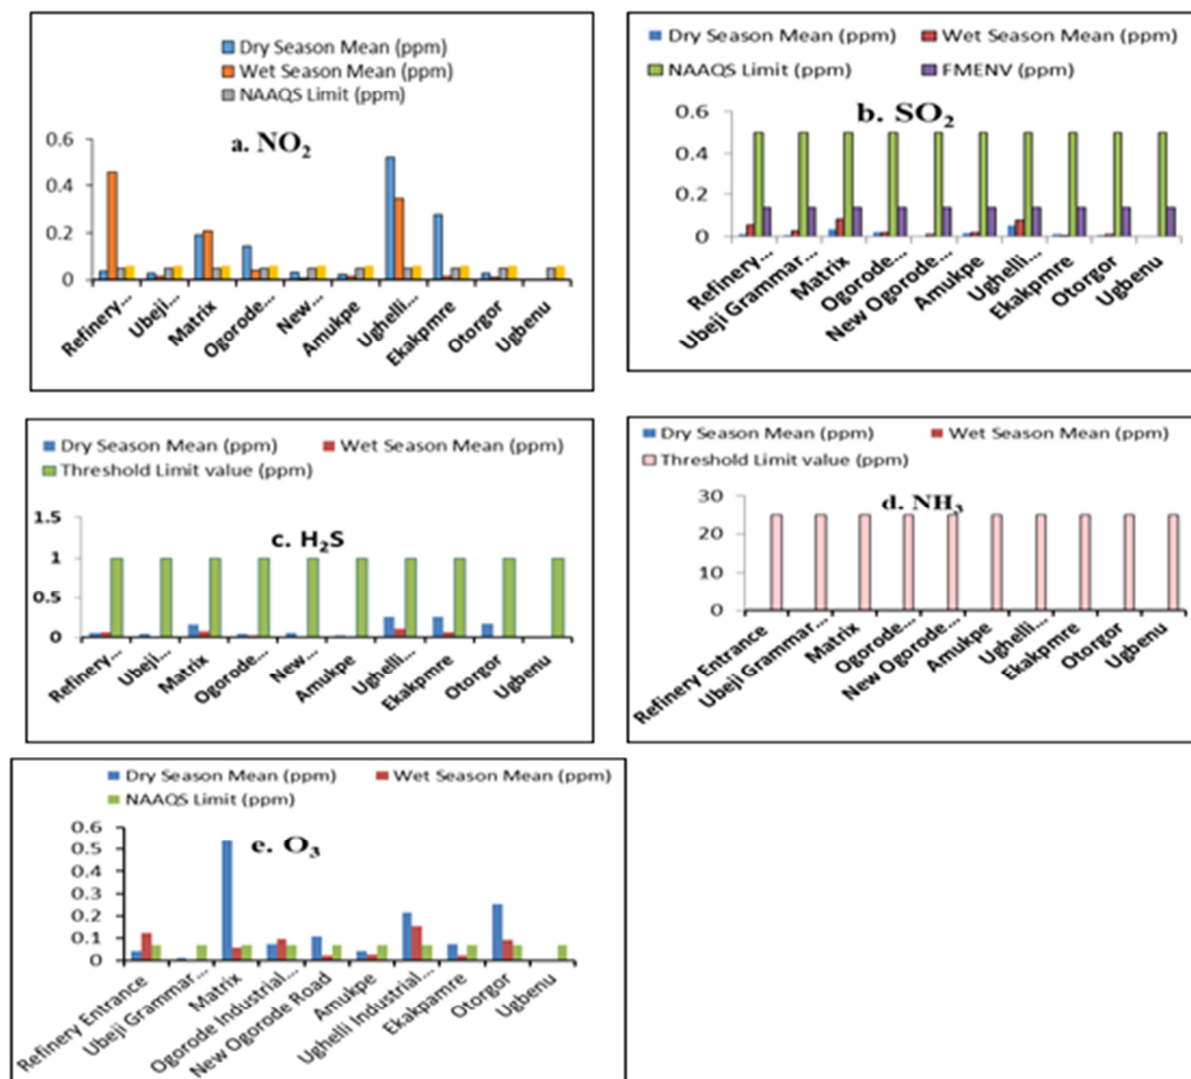 Dry Season Mean (ppm)
Wet Season Mean (ppm)
NAAQS Limit (ppm)
a. NO2
0.6
0.4
0.2
0
Refinery...
Ubeji...
Matrix
Ogorode...
New...
Amukpe
Ughelli...
Ekakpmre
Otorgor
Ugbenu
Dry Season Mean (ppm) Wet Season Mean (ppm)
NAAQS Limit (ppm) FMENV (ppm)
b. SO2
0.6
0.4
0.2
0
Refinery...
Ubeji Grammar...
Matrix
Ogorode...
New Ogorode...
Amukpe
Ughelli...
Ekakpmre
Otorgor
Ugbenu
Dry Season Mean (ppm) Wet Season Mean (ppm)
Threshold Limit value (ppm)
c. H2S
1.5
1
0.5
0
Refinery...
Ubeji...
Matrix
Ogorode...
New...
Amukpe
Ughelli...
Ekakpmre
Otorgor
Ugbenu
Dry Season Mean (ppm) Wet Season Mean (ppm)
Threshold Limit value (ppm)
d. NH3
30
20
10
0
Refinery Entrance
Ubeji Grammar...
Matrix
Ogorode...
New Ogorode...
Amukpe
Ughelli...
Ekakpmre
Otorgor
Ugbenu
Dry Season Mean (ppm) Wet Season Mean (ppm)
NAAQS Limit (ppm)
e. O3
0.6
0.5
0.4
0.3
0.2
0.1
0
Refinery Entrance
Ubeji Grammar...
Matrix
Ogorode Industrial...
New Ogorode Road
Amukpe
Ughelli Industrial...
Ekakpamre
Otorgor
Ugbenu